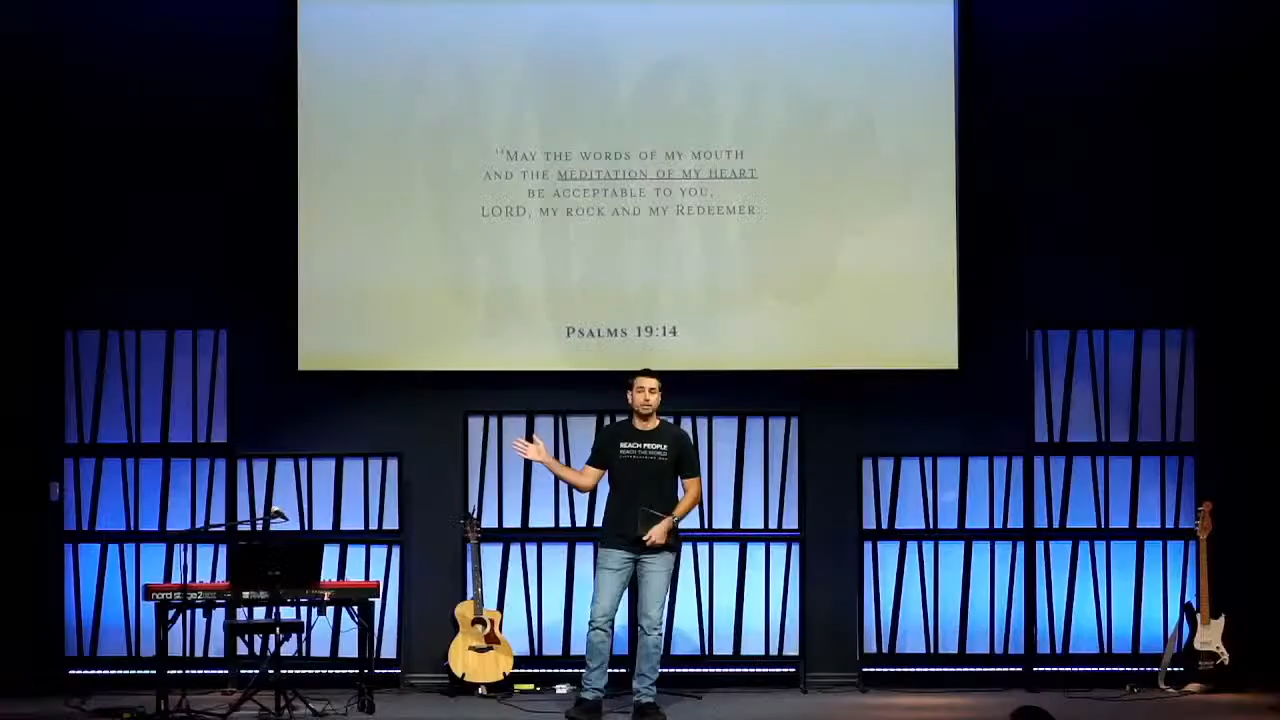 ¹⁴MAY THE WORDS OF MY MOUTH
AND THE MEDITATION OF MY HEART
BE ACCEPTABLE TO YOU,
LORD, MY ROCK AND MY REDEEMER.
PSALMS 19:14
REACH PEOPLE
REACH THE WORLD
nord stage 2